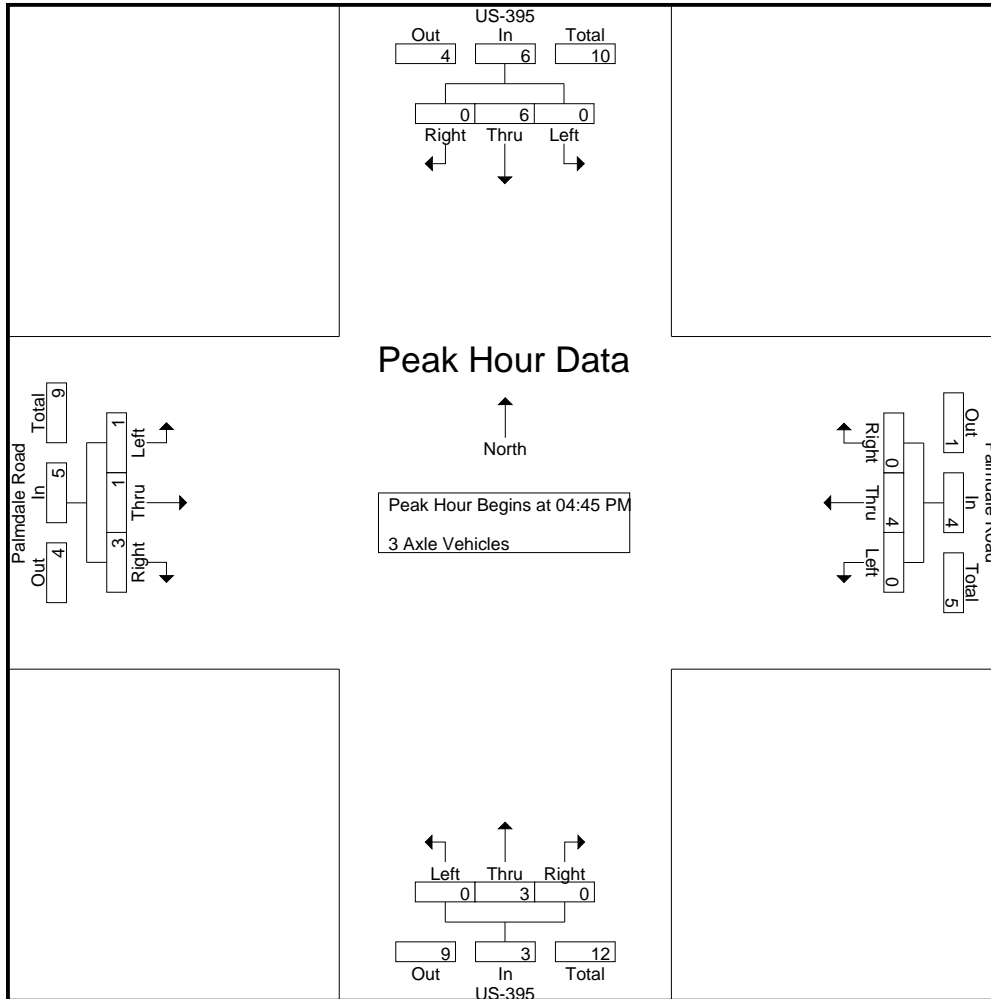 US-395
Out In Total
4 6 10
0 6 0
Right Thru Left
Peak Hour Data
North
Peak Hour Begins at 04:45 PM
3 Axle Vehicles
Palmdale Road
Out In Total
4 5 9
1 1 3
Left Thru Right
Palmdale Road
Out In Total
1 4 5
0 4 0
Right Thru Left
Left Thru Right
0 3 0
9 3 12
Out In Total
US-395